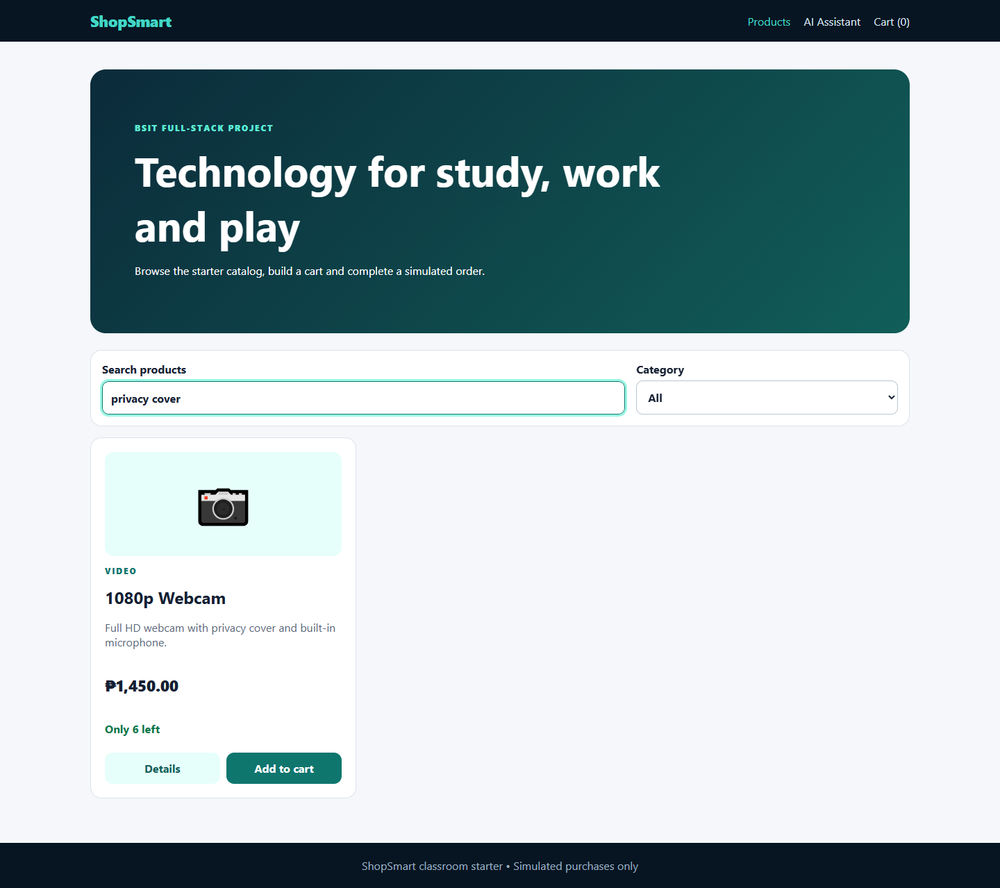 ShopSmart
Products
AI Assistant
Cart (0)
BSIT FULL-STACK PROJECT
Technology for study, work
and play
Browse the starter catalog, build a cart and complete a simulated order.
Search products
privacy cover
Category
All
VIDEO
1080p Webcam
Full HD webcam with privacy cover and built-in
microphone.
₱1,450.00
Only 6 left
Details
Add to cart
ShopSmart classroom starter • Simulated purchases only